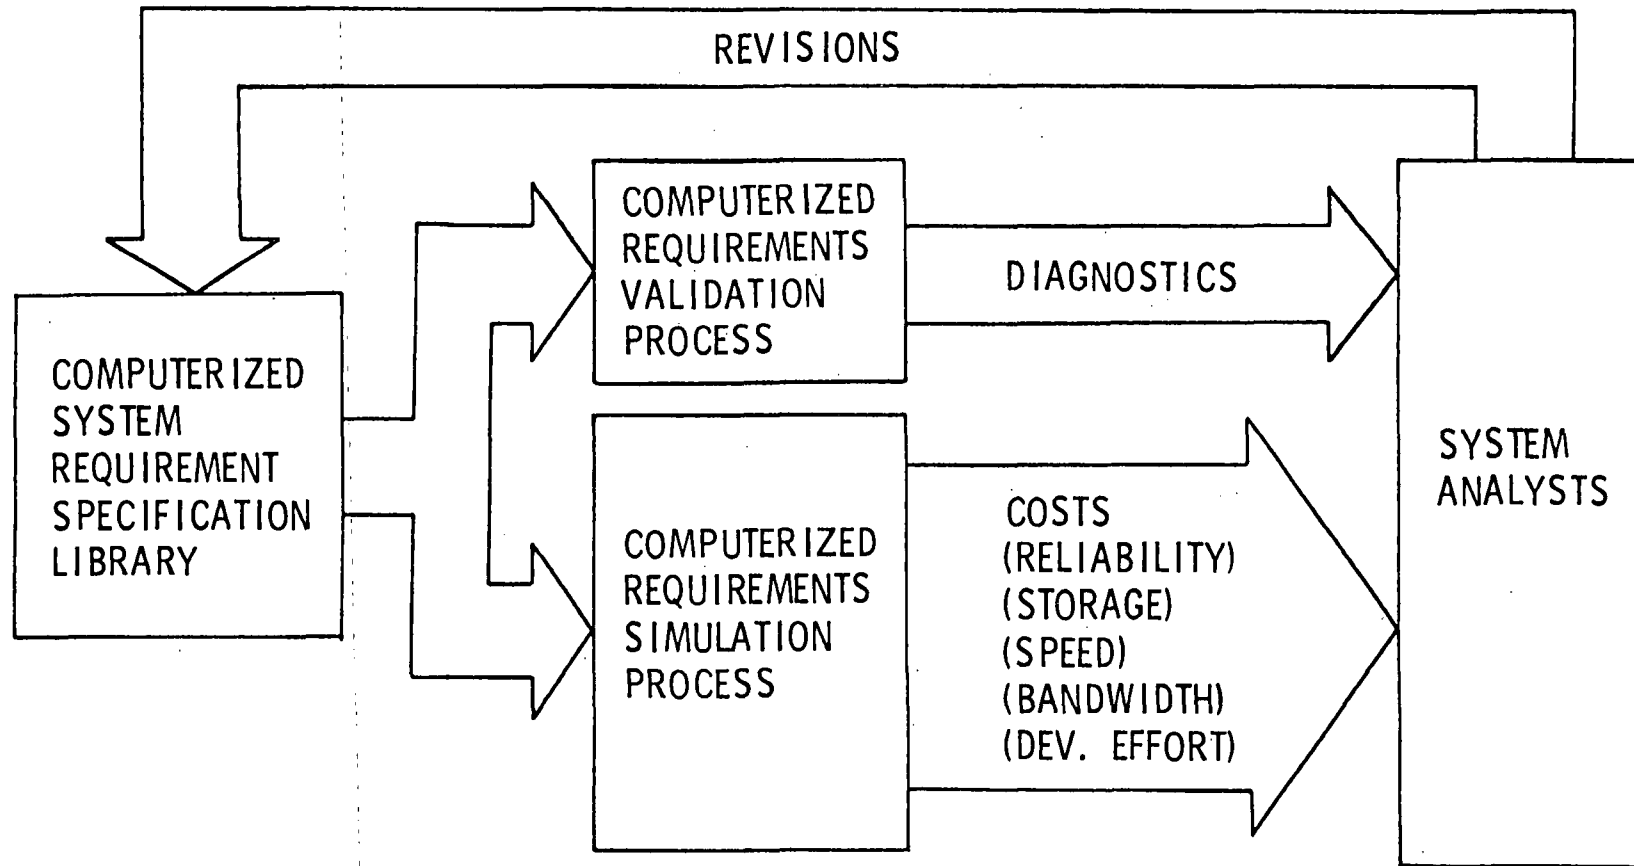 REVISIONS
COMPUTERIZED
SYSTEM
REQUIREMENT
SPECIFICATION
LIBRARY
COMPUTERIZED
REQUIREMENTS
VALIDATION
PROCESS
DIAGNOSTICS
COMPUTERIZED
REQUIREMENTS
SIMULATION
PROCESS
COSTS
(RELIABILITY)
(STORAGE)
(SPEED)
(BANDWIDTH)
(DEV. EFFORT)
SYSTEM
ANALYSTS